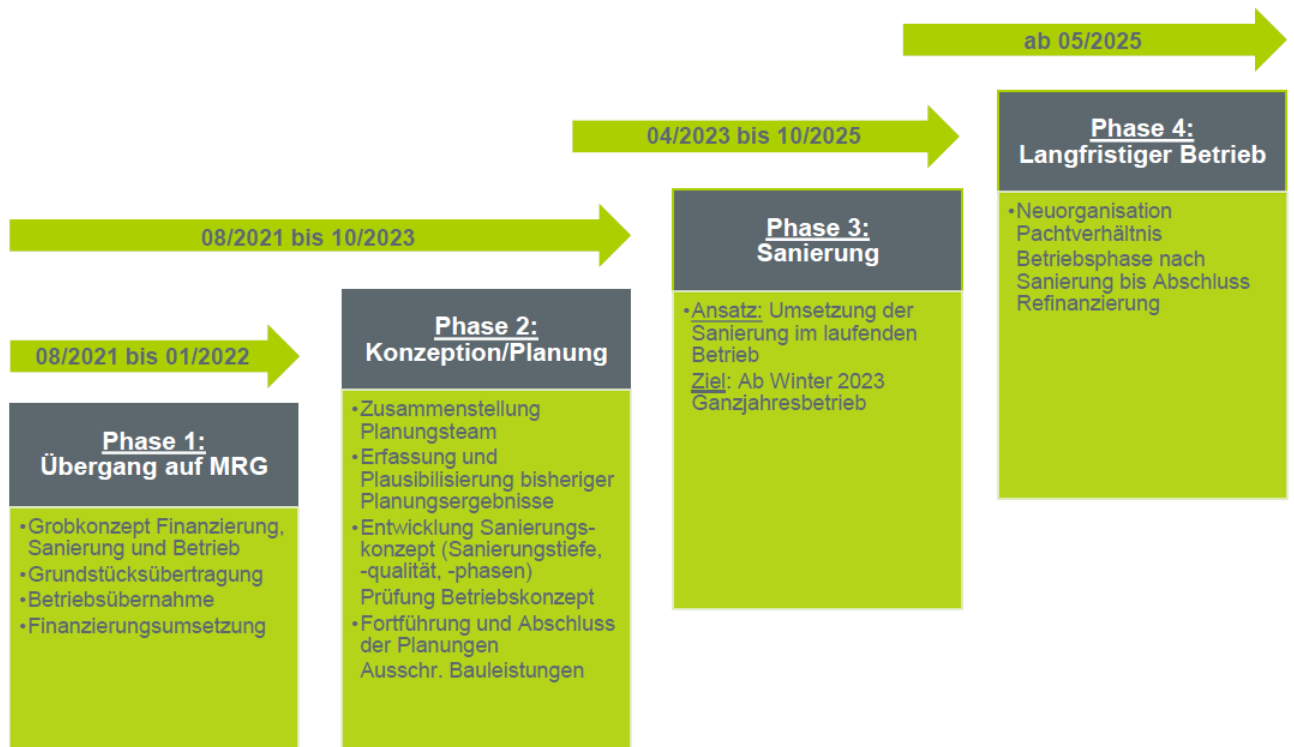 08/2021 bis 01/2022
Phase 1:
Übergang auf MRG
•Grobkonzept Finanzierung,
Sanierung und Betrieb
•Grundstücksübertragung
•Betriebsübernahme
•Finanzierungsumsetzung
08/2021 bis 10/2023
Phase 2:
Konzeption/Planung
•Zusammenstellung
Planungsteam
•Erfassung und
Plausibilisierung bisheriger
Planungsergebnisse
•Entwicklung Sanierungs-
konzept (Sanierungstiefe,
-qualität, -phasen)
Prüfung Betriebskonzept
•Fortführung und Abschluss
der Planungen
Ausschr. Bauleistungen
04/2023 bis 10/2025
Phase 3:
Sanierung
•Ansatz: Umsetzung der
Sanierung im laufenden
Betrieb
Ziel: Ab Winter 2023
Ganzjahresbetrieb
ab 05/2025
Phase 4:
Langfristiger Betrieb
•Neuorganisation
Pachtverhältnis
Betriebsphase nach
Sanierung bis Abschluss
Refinanzierung